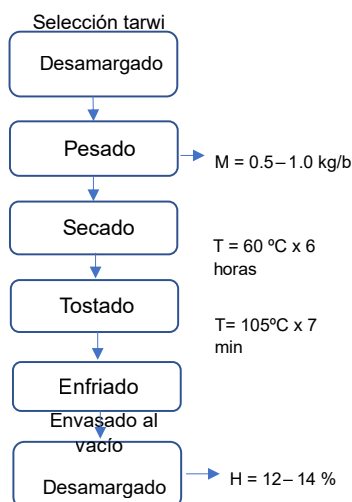 Selección tarwi
Desamargado
Pesado
M = 0.5–1.0 kg/b
Secado
T = 60 ºC x 6
horas
Tostado
T= 105ºC x 7
min
Enfriado
Envasado al
vacío
Desamargado
H = 12–14 %